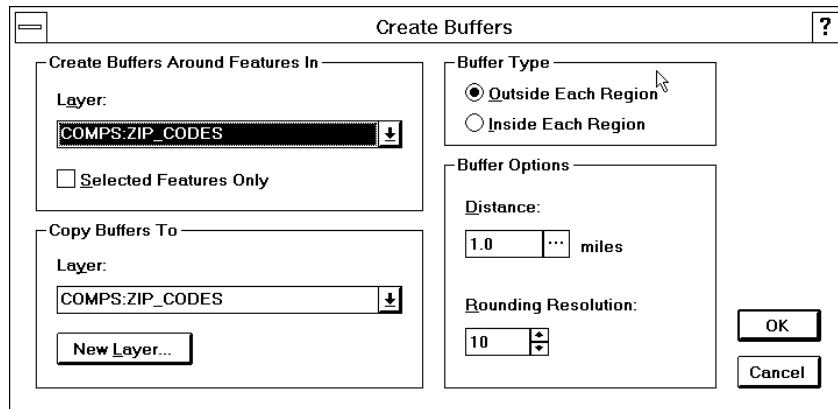 Create Buffers
?
Create Buffers Around Features In
Layer:
COMPS:ZIP_CODES
Selected Features Only
Copy Buffers To
Layer:
COMPS:ZIP_CODES
New Layer...
Buffer Type
Outside Each Region
Inside Each Region
Buffer Options
Distance:
1.0 ... miles
Rounding Resolution:
10
OK
Cancel